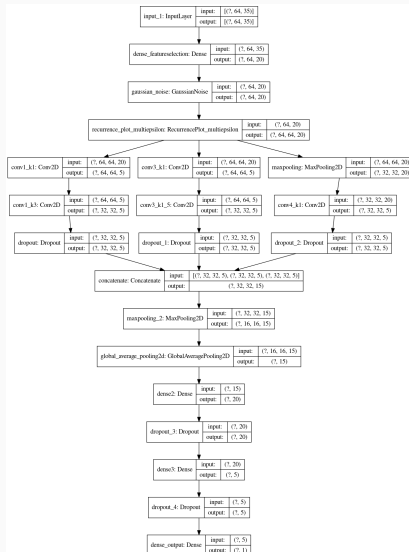 input_1: InputLayer input: [(?, 64, 35)]
output: [(?, 64, 35)]
dense_featureselection: Dense input: (?, 64, 35)
output: (?, 64, 20)
gaussian_noise: GaussianNoise input: (?, 64, 20)
output: (?, 64, 20)
recurrence_plot_multiepsilon: RecurrencePlot_multiepsilon input: (?, 64, 20)
output: (?, 64, 64, 20)
conv1_k1: Conv2D input: (?, 64, 64, 20)
output: (?, 64, 64, 5)
conv3_k1: Conv2D input: (?, 64, 64, 20)
output: (?, 64, 64, 5)
maxpooling: MaxPooling2D input: (?, 64, 64, 20)
output: (?, 32, 32, 20)
conv1_k3: Conv2D input: (?, 64, 64, 5)
output: (?, 32, 32, 5)
conv3_k1_5: Conv2D input: (?, 64, 64, 5)
output: (?, 32, 32, 5)
conv4_k1: Conv2D input: (?, 32, 32, 20)
output: (?, 32, 32, 5)
dropout: Dropout input: (?, 32, 32, 5)
output: (?, 32, 32, 5)
dropout_1: Dropout input: (?, 32, 32, 5)
output: (?, 32, 32, 5)
dropout_2: Dropout input: (?, 32, 32, 5)
output: (?, 32, 32, 5)
concatenate: Concatenate input: [(?, 32, 32, 5), (?, 32, 32, 5), (?, 32, 32, 5)]
output: (?, 32, 32, 15)
maxpooling_2: MaxPooling2D input: (?, 32, 32, 15)
output: (?, 16, 16, 15)
global_average_pooling2d: GlobalAveragePooling2D input: (?, 16, 16, 15)
output: (?, 15)
dense2: Dense input: (?, 15)
output: (?, 20)
dropout_3: Dropout input: (?, 20)
output: (?, 20)
dense3: Dense input: (?, 20)
output: (?, 5)
dropout_4: Dropout input: (?, 5)
output: (?, 5)
dense_output: Dense input: (?, 5)
output: (?, 1)